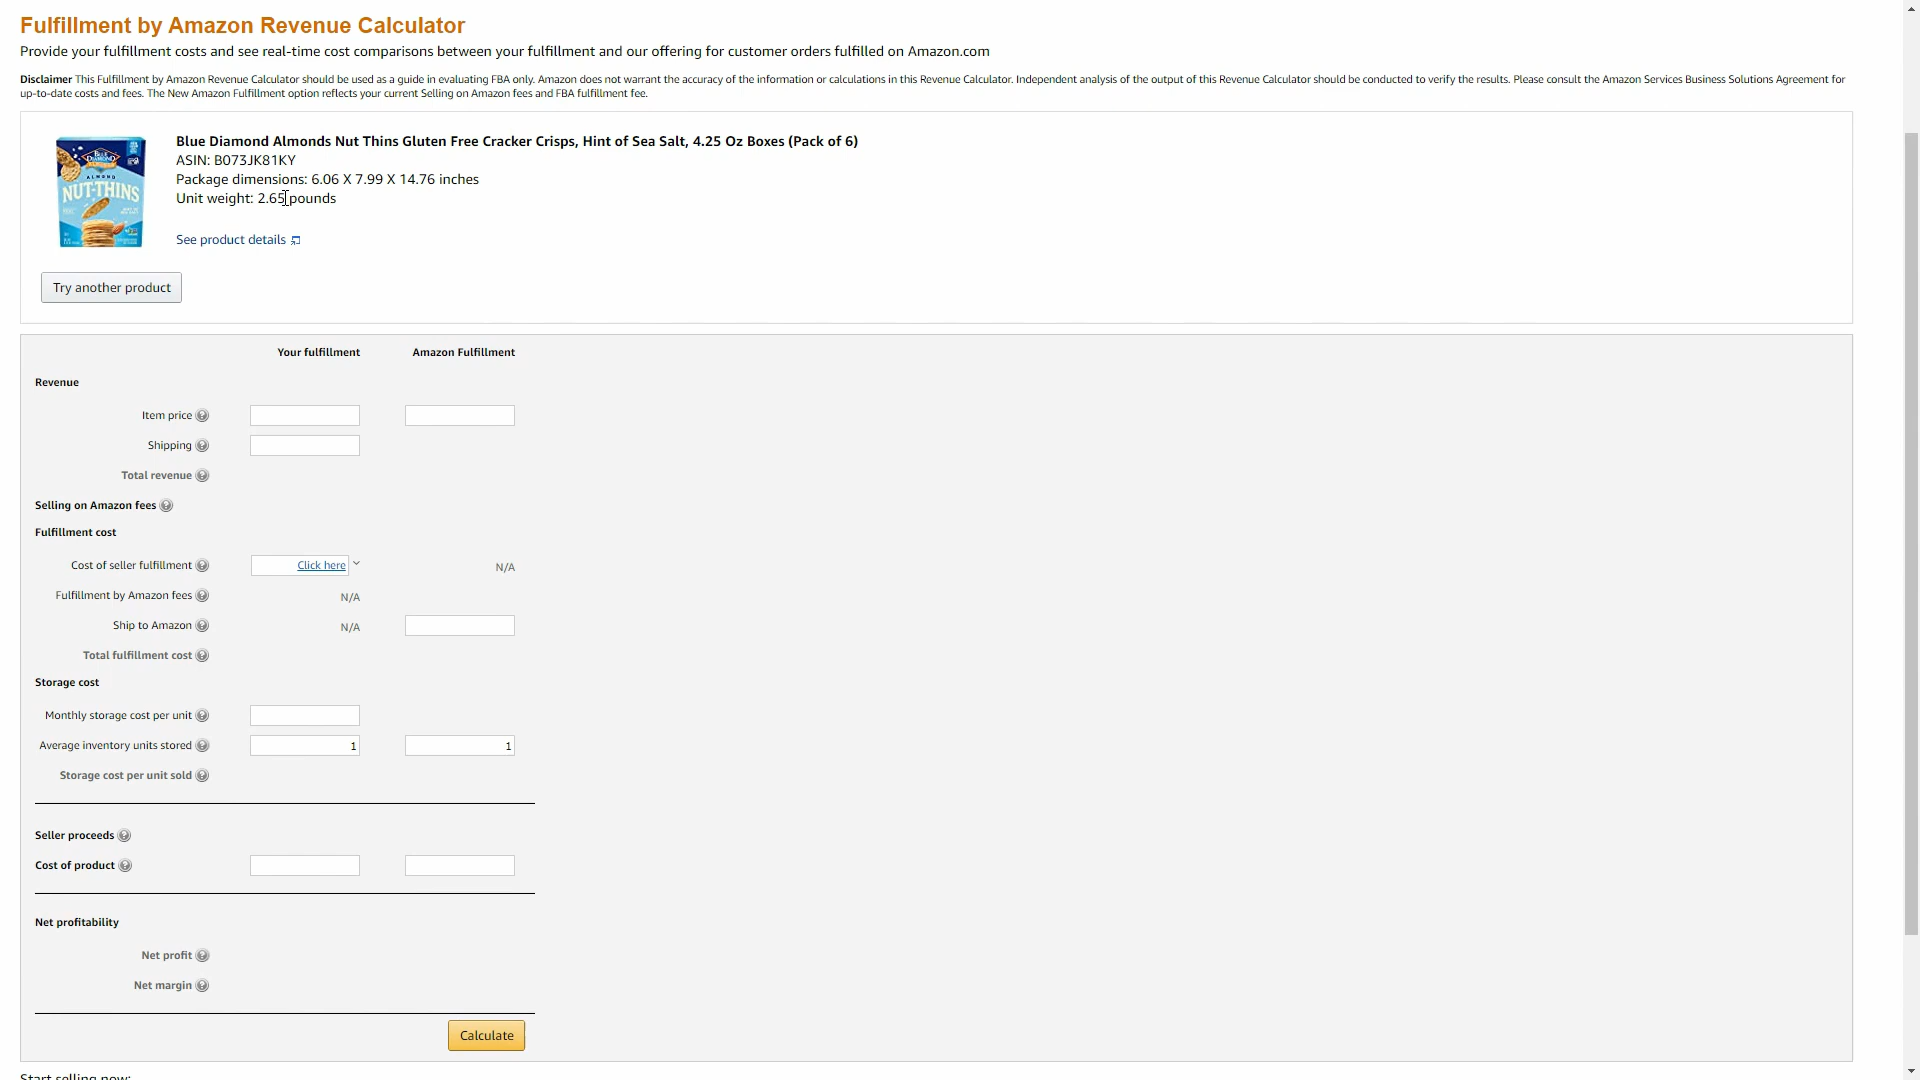 Fulfillment by Amazon Revenue Calculator
Provide your fulfillment costs and see real-time cost comparisons between your fulfillment and our offering for customer orders fulfilled on Amazon.com
Disclaimer This Fulfillment by Amazon Revenue Calculator should be used as a guide in evaluating FBA only. Amazon does not warrant the accuracy of the information or calculations in this Revenue Calculator. Independent analysis of the output of this Revenue Calculator should be conducted to verify the results. Please consult the Amazon Services Business Solutions Agreement for
up-to-date costs and fees. The New Amazon Fulfillment option reflects your current Selling on Amazon fees and FBA fulfillment fee.
Blue Diamond Almonds Nut Thins Gluten Free Cracker Crisps, Hint of Sea Salt, 4.25 Oz Boxes (Pack of 6)
ASIN: B073JK81KY
Package dimensions: 6.06 X 7.99 X 14.76 inches
Unit weight: 2.65 pounds
BLUE DIAMOND
ALMOND
NUT-THINS
See product details
Try another product
Your fulfillment Amazon Fulfillment
Revenue
Item price
Shipping
Total revenue
Selling on Amazon fees
Fulfillment cost
Cost of seller fulfillment Click here N/A
Fulfillment by Amazon fees N/A
Ship to Amazon N/A
Total fulfillment cost
Storage cost
Monthly storage cost per unit
Average inventory units stored 1 1
Storage cost per unit sold
Seller proceeds
Cost of product
Net profitability
Net profit
Net margin
Calculate
Start selling now: